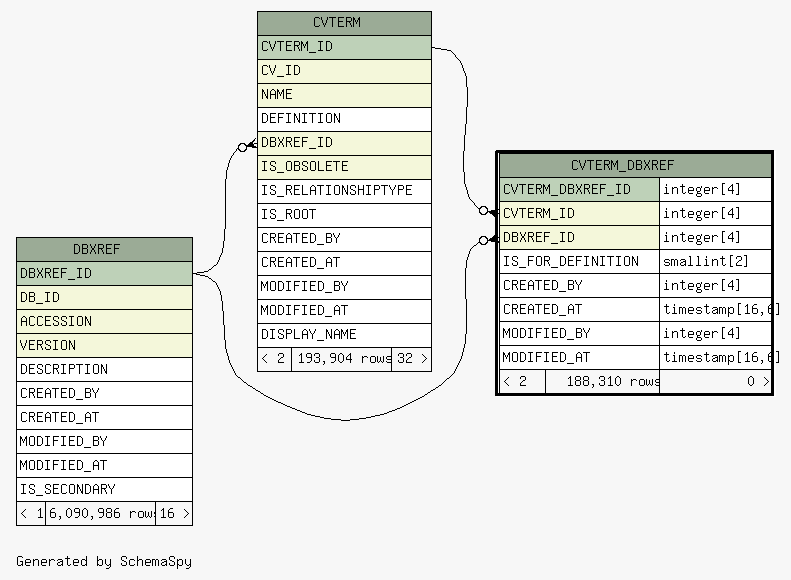 CVTERM
CVTERM_ID
CV_ID
NAME
DEFINITION
DBXREF_ID
IS_OBSOLETE
IS_RELATIONSHIPTYPE
IS_ROOT
CREATED_BY
CREATED_AT
MODIFIED_BY
MODIFIED_AT
DISPLAY_NAME
< 2 193,904 rows 32 >
CVTERM_DBXREF
CVTERM_DBXREF_ID integer[4]
CVTERM_ID integer[4]
DBXREF_ID integer[4]
IS_FOR_DEFINITION smallint[2]
CREATED_BY integer[4]
CREATED_AT timestamp[16,6]
MODIFIED_BY integer[4]
MODIFIED_AT timestamp[16,6]
< 2 188,310 rows 0 >
DBXREF
DBXREF_ID
DB_ID
ACCESSION
VERSION
DESCRIPTION
CREATED_BY
CREATED_AT
MODIFIED_BY
MODIFIED_AT
IS_SECONDARY
< 1 6,090,986 rows 16 >
Generated by SchemaSpy